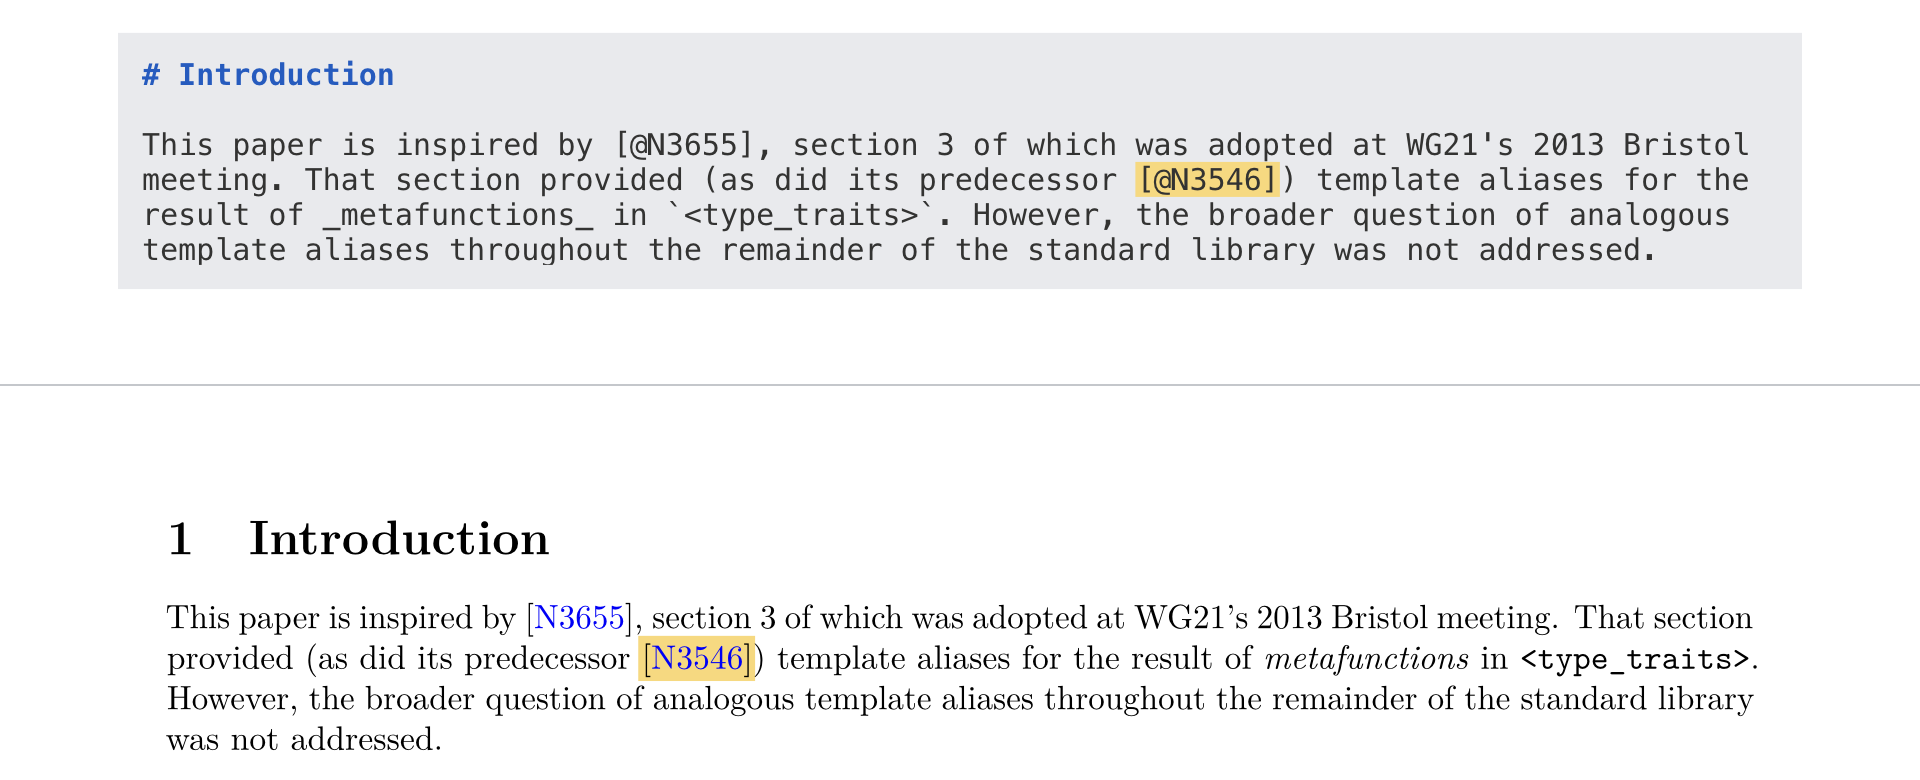 # Introduction
This paper is inspired by [@N3655], section 3 of which was adopted at WG21's 2013 Bristol
meeting. That section provided (as did its predecessor [@N3546]) template aliases for the
result of _metafunctions_ in `<type_traits>`. However, the broader question of analogous
template aliases throughout the remainder of the standard library was not addressed.
1 Introduction
This paper is inspired by [N3655], section 3 of which was adopted at WG21’s 2013 Bristol meeting. That section
provided (as did its predecessor [N3546]) template aliases for the result of metafunctions in <type_traits>.
However, the broader question of analogous template aliases throughout the remainder of the standard library
was not addressed.